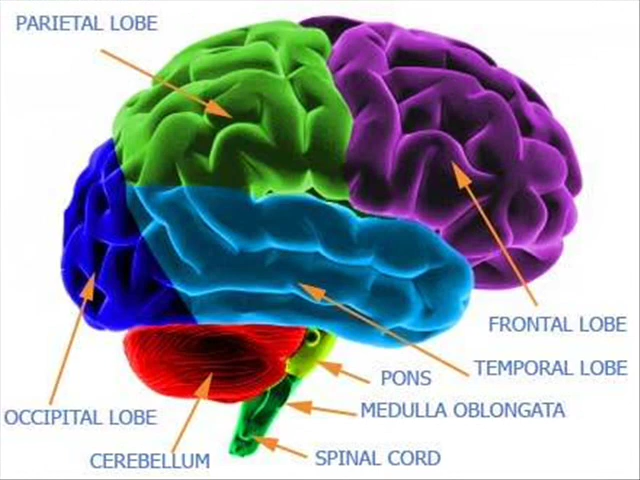 PARIETAL LOBE
FRONTAL LOBE
TEMPORAL LOBE
PONS
MEDULLA OBLONGATA
OCCIPITAL LOBE
CEREBELLUM
SPINAL CORD